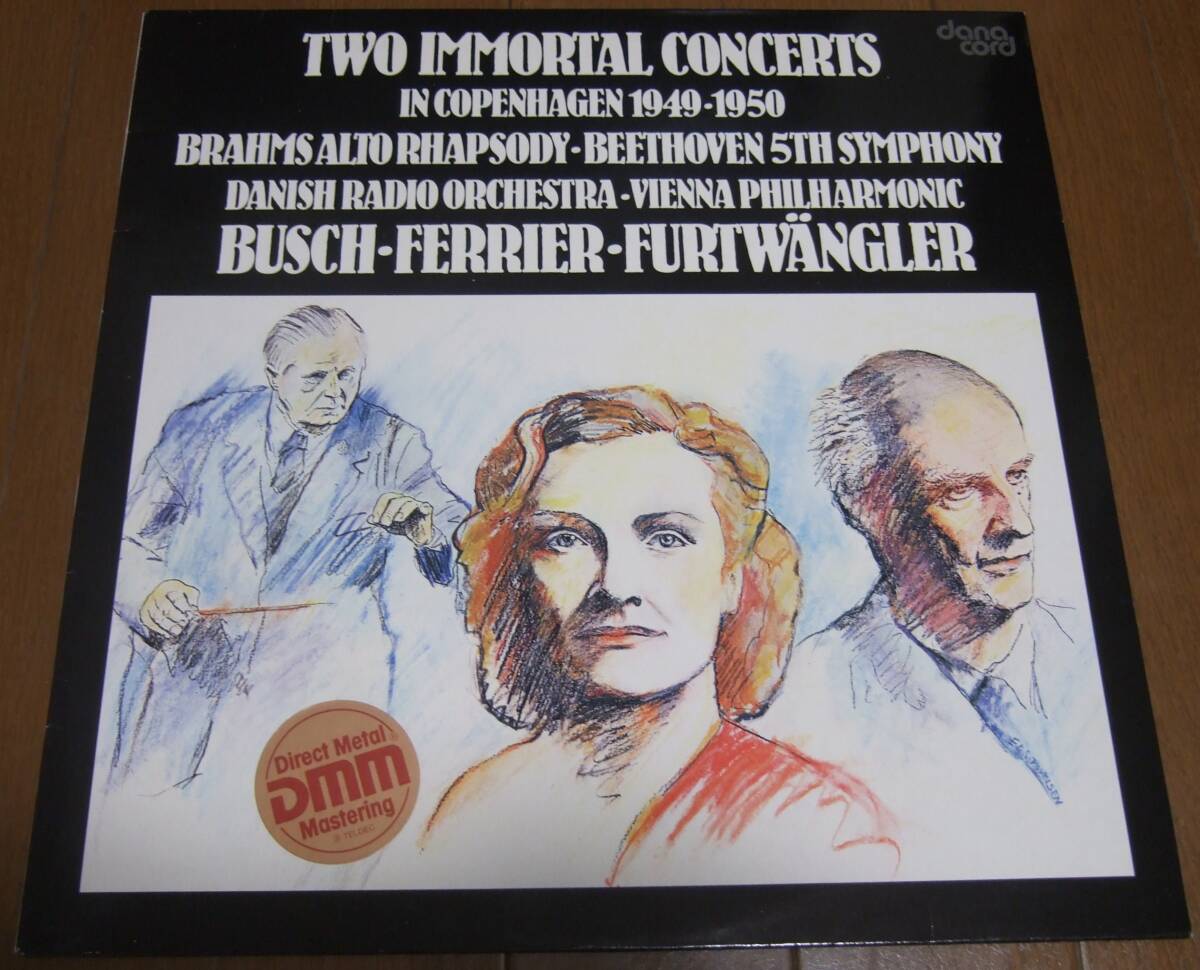 dana
cord
TWO IMMORTAL CONCERTS
IN COPENHAGEN 1949-1950
BRAHMS ALTO RHAPSODY-BEETHOVEN 5TH SYMPHONY
DANISH RADIO ORCHESTRA-VIENNA PHILHARMONIC
BUSCH-FERRIER-FURTWÄNGLER
Direct Metal
DMM
Mastering
® TELDEC